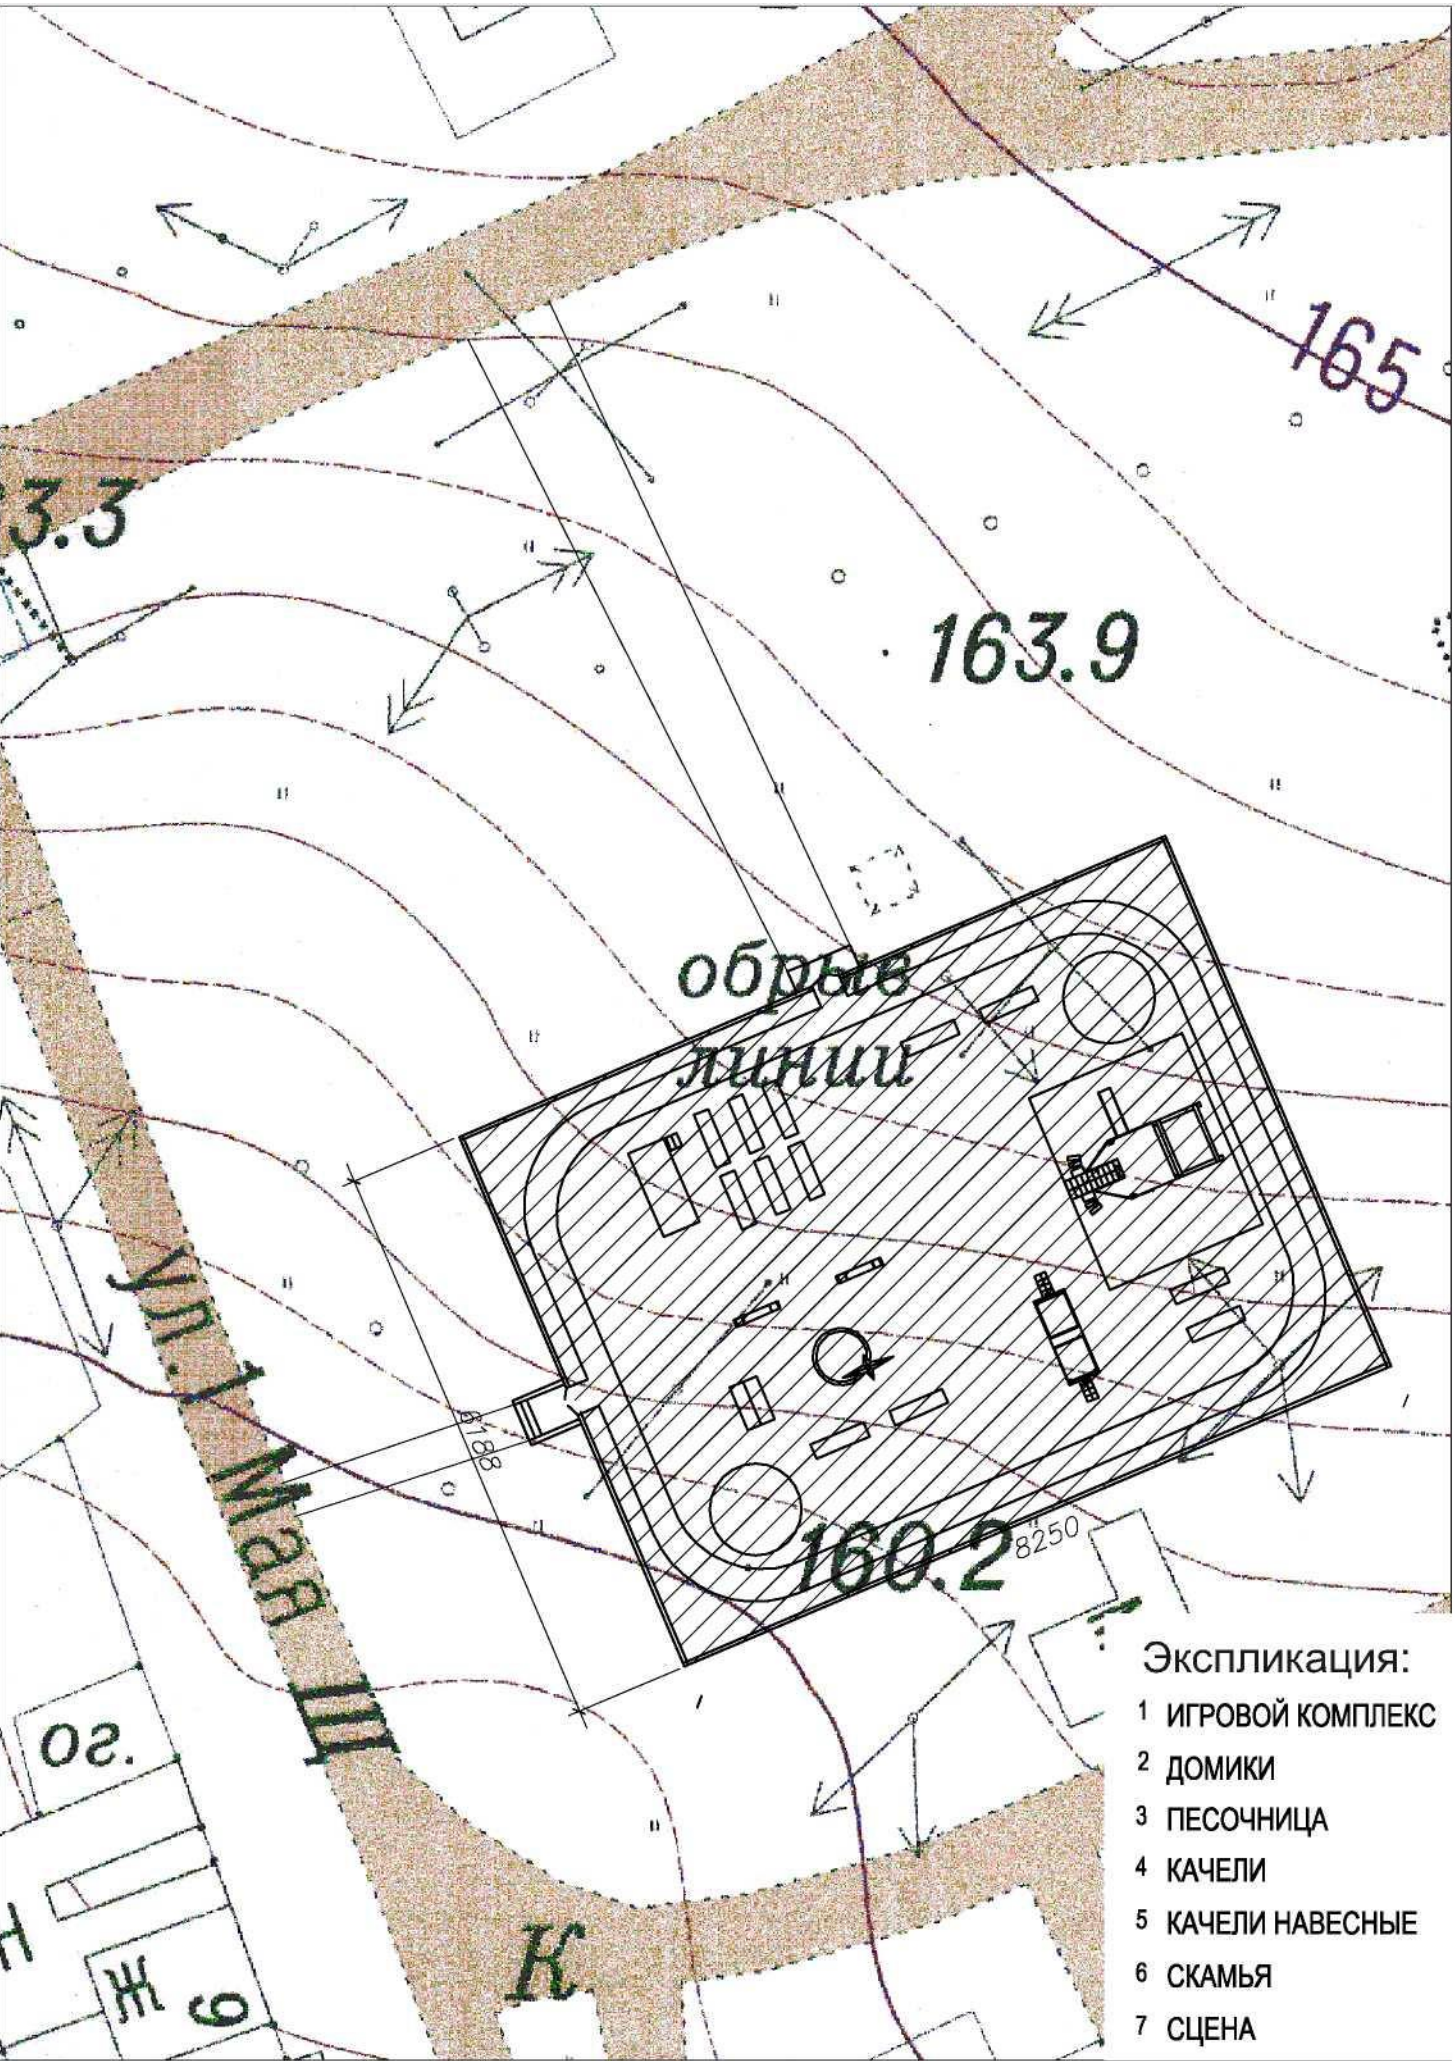 165
3.3
163.9
обрыв
линии
ул. 1 Мая
Щ
6188
8250
160.2
ог.
К
Н
Ж
9
Экспликация:
1 ИГРОВОЙ КОМПЛЕКС
2 ДОМИКИ
3 ПЕСОЧНИЦА
4 КАЧЕЛИ
5 КАЧЕЛИ НАВЕСНЫЕ
6 СКАМЬЯ
7 СЦЕНА